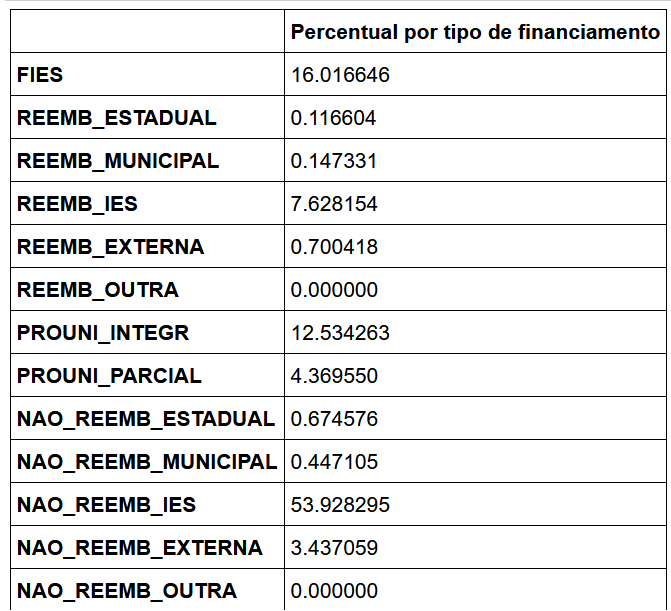 Percentual por tipo de financiamento
FIES 16.016646
REEMB_ESTADUAL 0.116604
REEMB_MUNICIPAL 0.147331
REEMB_IES 7.628154
REEMB_EXTERNA 0.700418
REEMB_OUTRA 0.000000
PROUNI_INTEGR 12.534263
PROUNI_PARCIAL 4.369550
NAO_REEMB_ESTADUAL 0.674576
NAO_REEMB_MUNICIPAL 0.447105
NAO_REEMB_IES 53.928295
NAO_REEMB_EXTERNA 3.437059
NAO_REEMB_OUTRA 0.000000